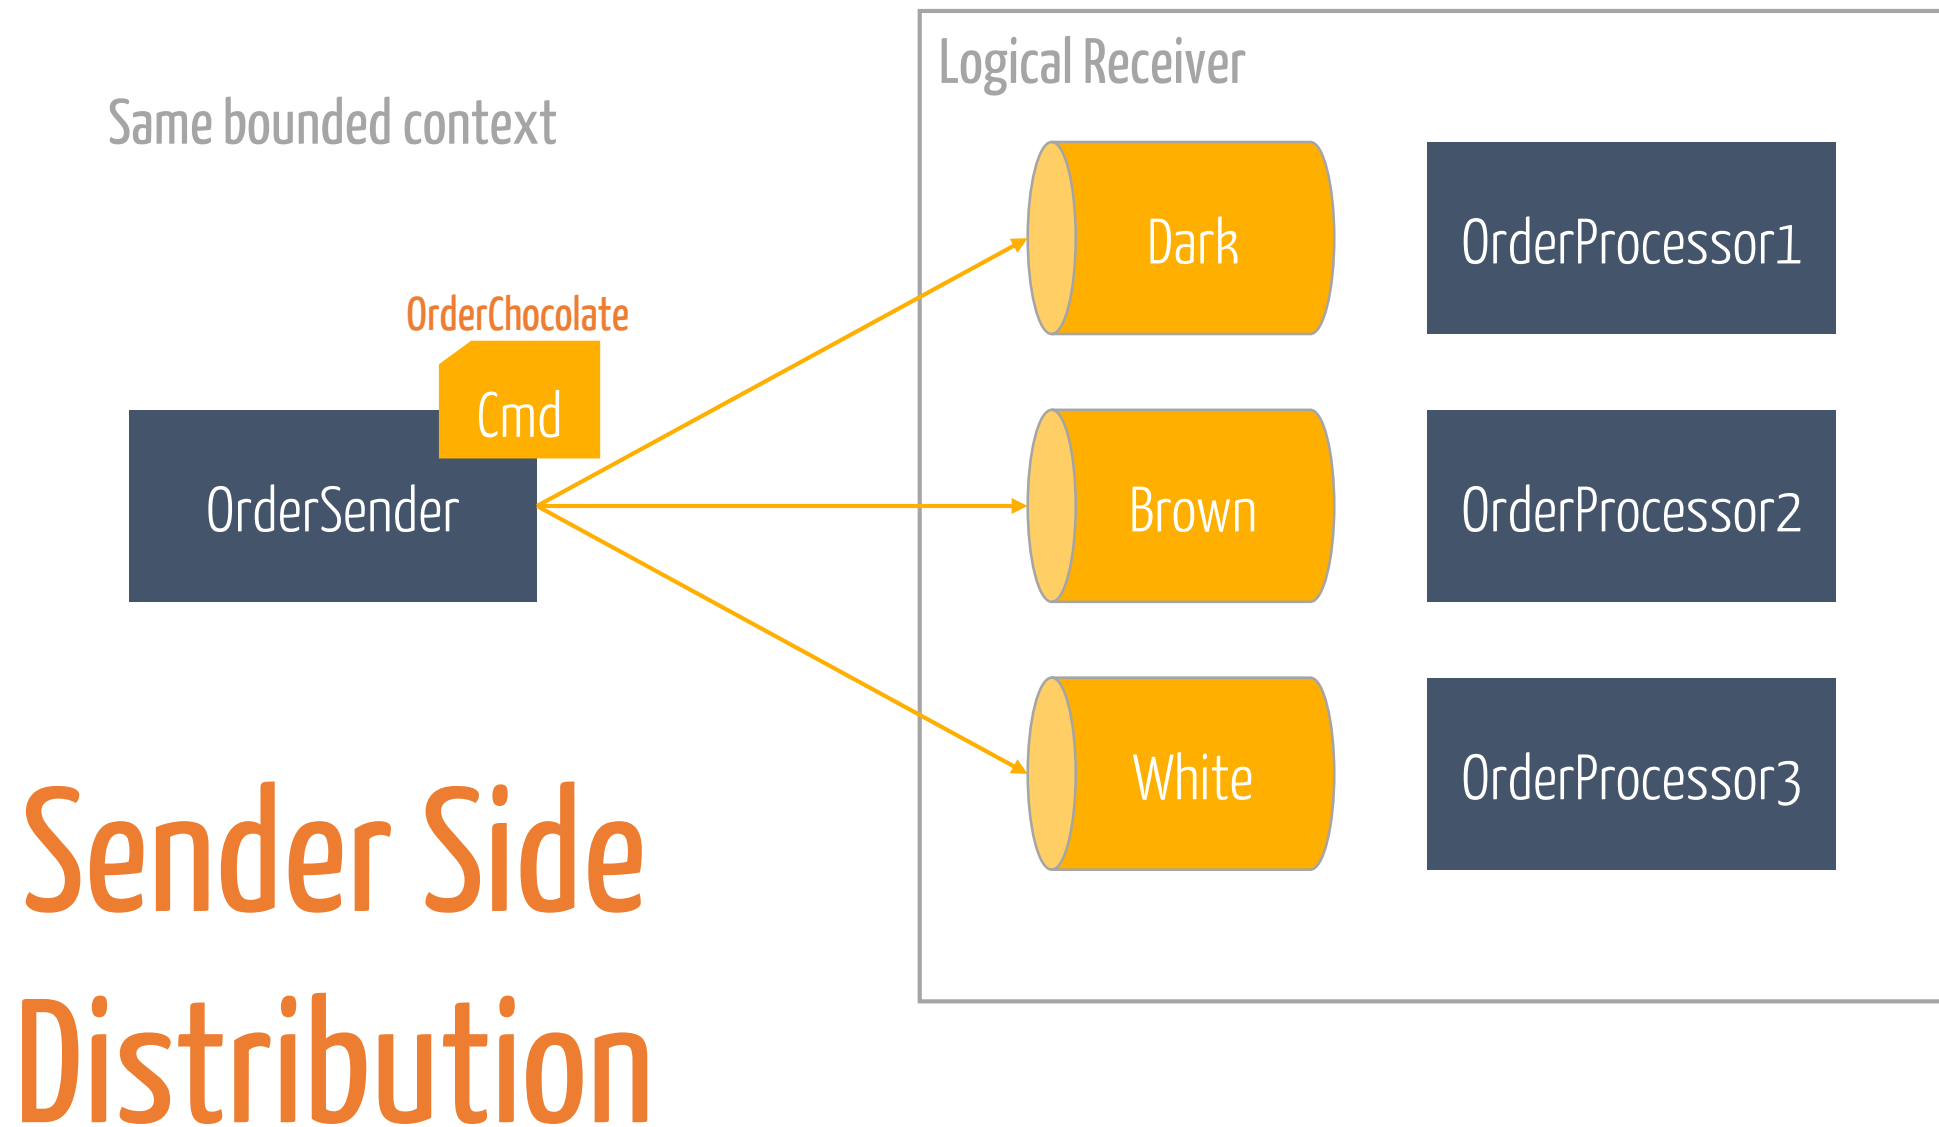 Logical Receiver
Same bounded context
Dark
OrderProcessor1
OrderChocolate
Cmd
OrderSender
Brown
OrderProcessor2
White
OrderProcessor3
Sender Side
Distribution